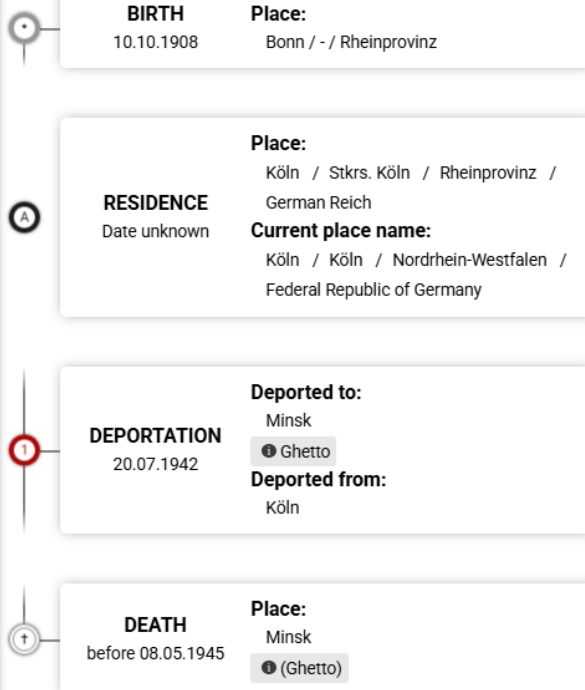 BIRTH
10.10.1908
Place:
Bonn / - / Rheinprovinz
A
RESIDENCE
Date unknown
Place:
Köln / Stkrs. Köln / Rheinprovinz /
German Reich
Current place name:
Köln / Köln / Nordrhein-Westfalen /
Federal Republic of Germany
1
DEPORTATION
20.07.1942
Deported to:
Minsk
Ghetto
Deported from:
Köln
DEATH
before 08.05.1945
Place:
Minsk
(Ghetto)